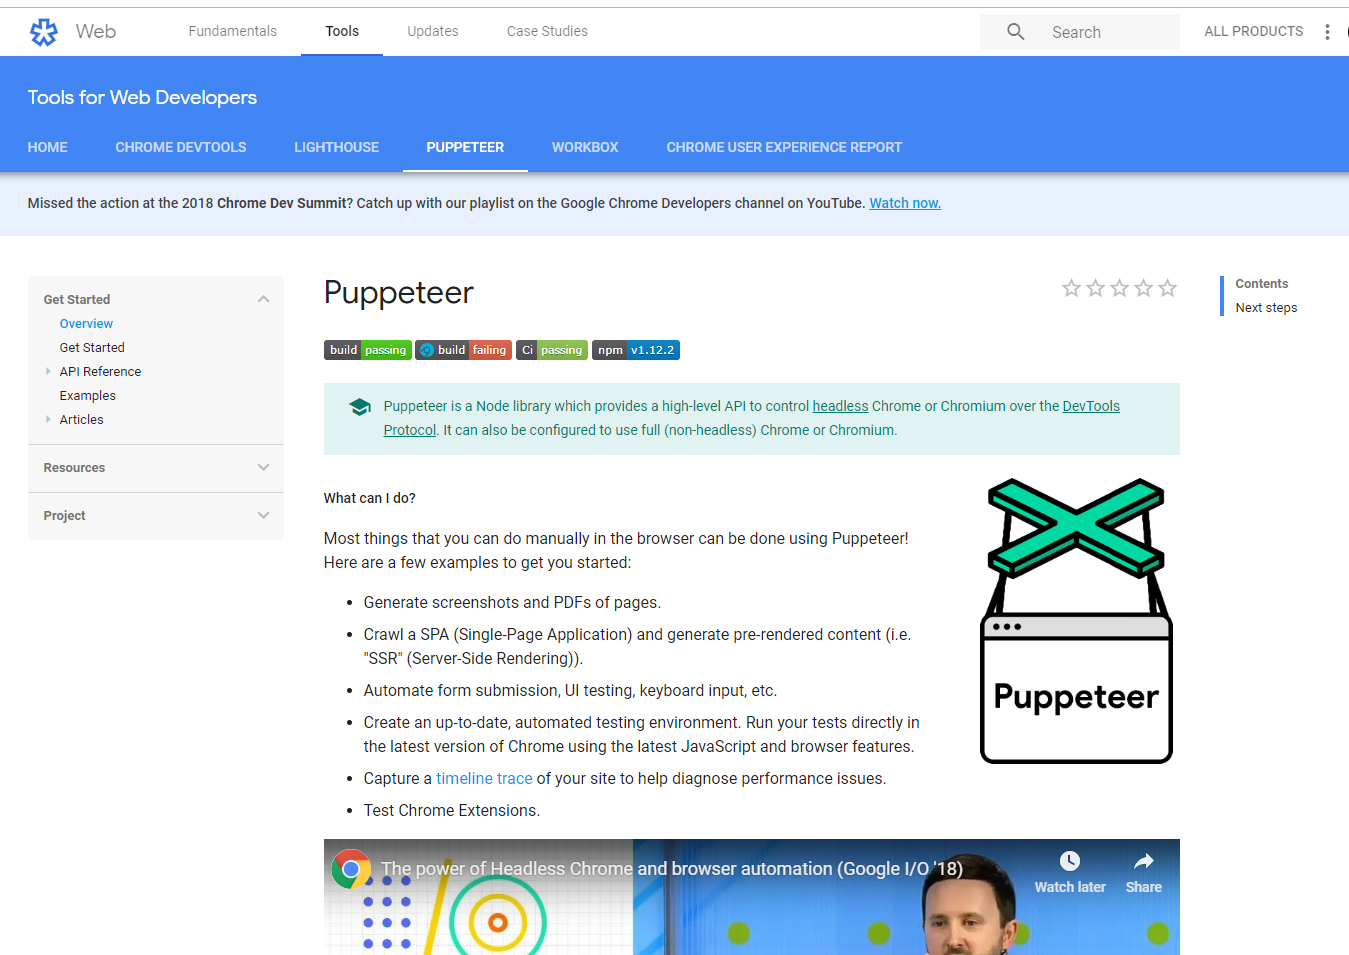 Web Fundamentals Tools Updates Case Studies Search ALL PRODUCTS
Tools for Web Developers
HOME CHROME DEVTOOLS LIGHTHOUSE PUPPETEER WORKBOX CHROME USER EXPERIENCE REPORT
Missed the action at the 2018 Chrome Dev Summit? Catch up with our playlist on the Google Chrome Developers channel on YouTube. Watch now.
Get Started
Overview
Get Started
API Reference
Examples
Articles
Resources
Project
Puppeteer
build passing build failing Ci passing npm v1.12.2
Puppeteer is a Node library which provides a high-level API to control headless Chrome or Chromium over the DevTools
Protocol. It can also be configured to use full (non-headless) Chrome or Chromium.
What can I do?
Most things that you can do manually in the browser can be done using Puppeteer!
Here are a few examples to get you started:
• Generate screenshots and PDFs of pages.
• Crawl a SPA (Single-Page Application) and generate pre-rendered content (i.e.
"SSR" (Server-Side Rendering)).
• Automate form submission, UI testing, keyboard input, etc.
• Create an up-to-date, automated testing environment. Run your tests directly in
the latest version of Chrome using the latest JavaScript and browser features.
• Capture a timeline trace of your site to help diagnose performance issues.
• Test Chrome Extensions.
Puppeteer
The power of Headless Chrome and browser automation (Google I/O '18)
Watch later Share
Contents
Next steps